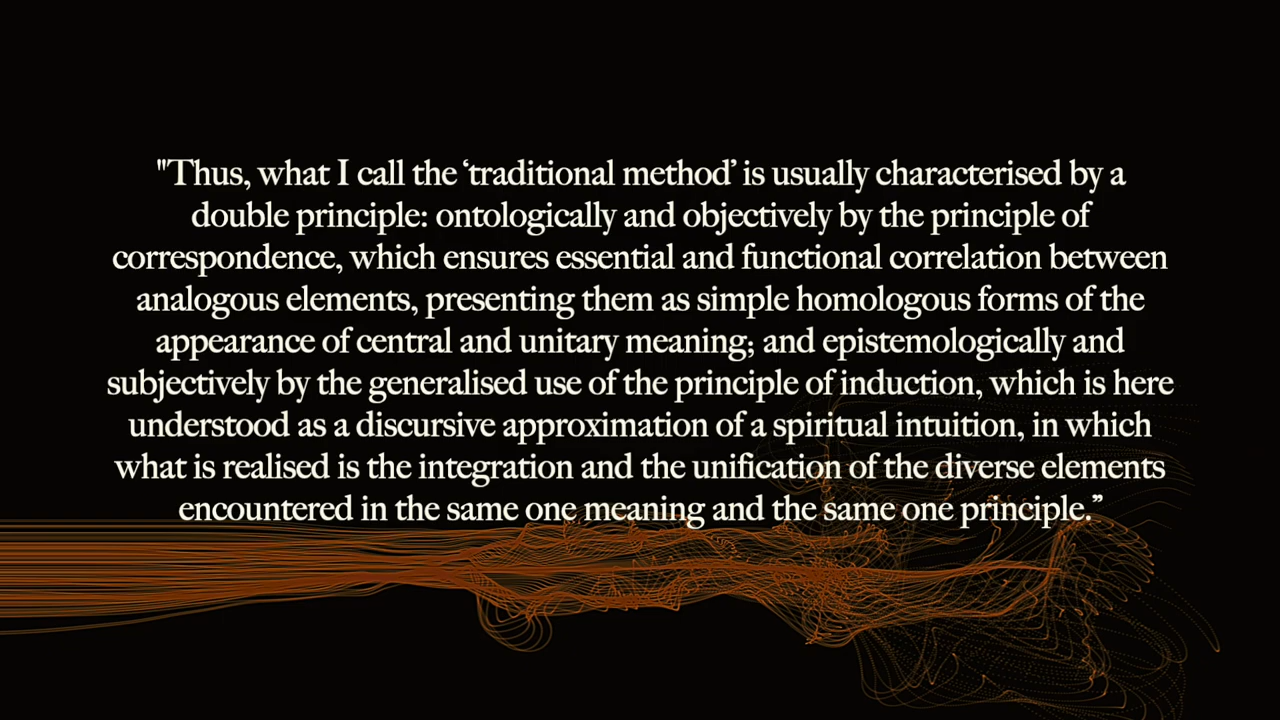 "Thus, what I call the ‘traditional method’ is usually characterised by a
double principle: ontologically and objectively by the principle of
correspondence, which ensures essential and functional correlation between
analogous elements, presenting them as simple homologous forms of the
appearance of central and unitary meaning; and epistemologically and
subjectively by the generalised use of the principle of induction, which is here
understood as a discursive approximation of a spiritual intuition, in which
what is realised is the integration and the unification of the diverse elements
encountered in the same one meaning and the same one principle.”